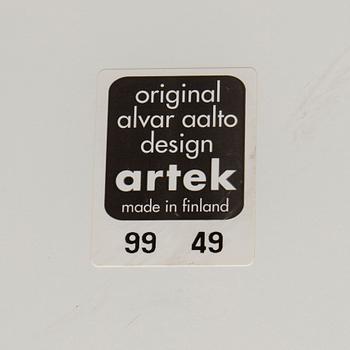 original
alvar aalto
design
artek
made in finland
99 49